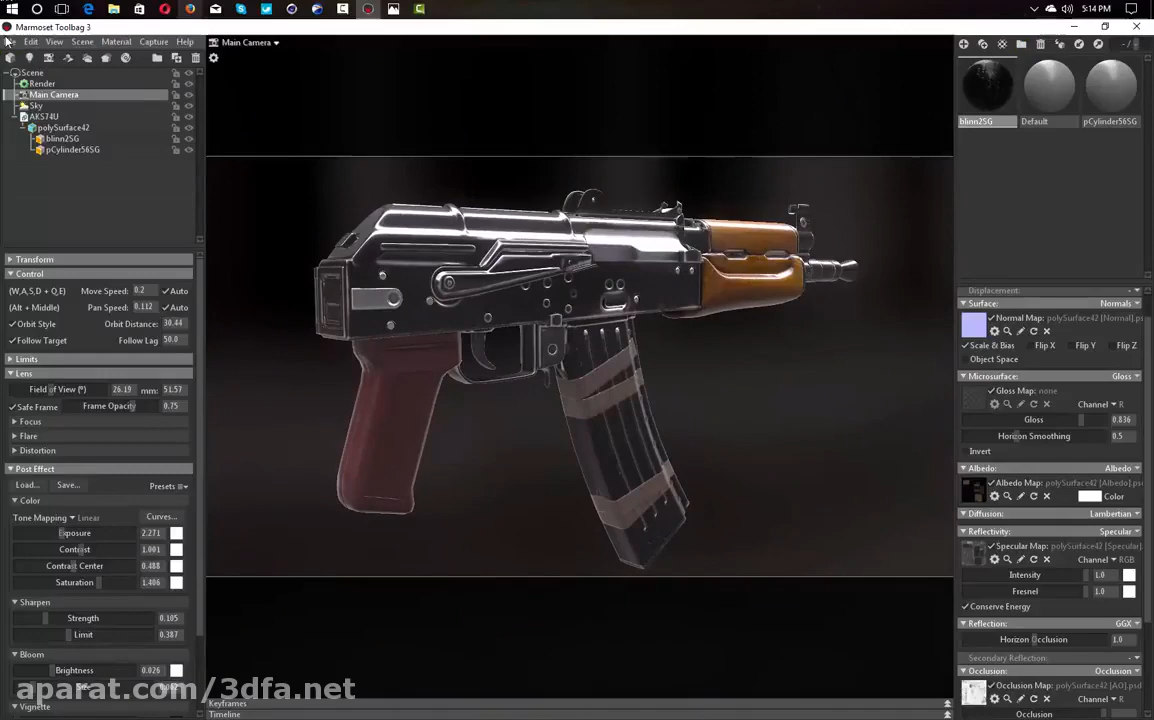 5:14 PM
Marmoset Toolbag 3
Edit View Scene Material Capture Help
Main Camera
- /
Scene
Render
Main Camera
Sky
AKS74U
polySurface42
blinn2SG
pCylinder56SG
blinn2SG Default pCylinder56SG
Transform
Control
(W,A,S,D + Q,E) Move Speed: 0.2 Auto
(Alt + Middle) Pan Speed: 0.112 Auto
Orbit Style Orbit Distance: 30.44
Follow Target Follow Lag 50.0
Limits
Lens
Field of View (°) 26.19 mm: 51.57
Safe Frame Frame Opacity 0.75
Focus
Flare
Distortion
Post Effect
Load... Save... Presets
Color
Tone Mapping Linear Curves...
Exposure 2.271
Contrast 1.001
Contrast Center 0.488
Saturation 1.406
Sharpen
Strength 0.105
Limit 0.387
Bloom
Brightness 0.026
Vignette
aparat.com/3dfa.net
Keyframes
Timeline
Displacement: -
Surface: Normals
Normal Map: polySurface42 [Normal].ps
Scale & Bias Flip X Flip Y Flip Z
Object Space
Microsurface: Gloss
Gloss Map: none
Channel R
Gloss 0.836
Horizon Smoothing 0.5
Invert
Albedo: Albedo
Albedo Map: polySurface42 [Albedo].ps
Color
Diffusion: Lambertian
Reflectivity: Specular
Specular Map: polySurface42 [Specular]
Channel RGB
Intensity 1.0
Fresnel 1.0
Conserve Energy
Reflection: GGX
Horizon Occlusion 1.0
Secondary Reflection: -
Occlusion: Occlusion
Occlusion Map: polySurface42 [AO].psd
Channel R
Occlusion